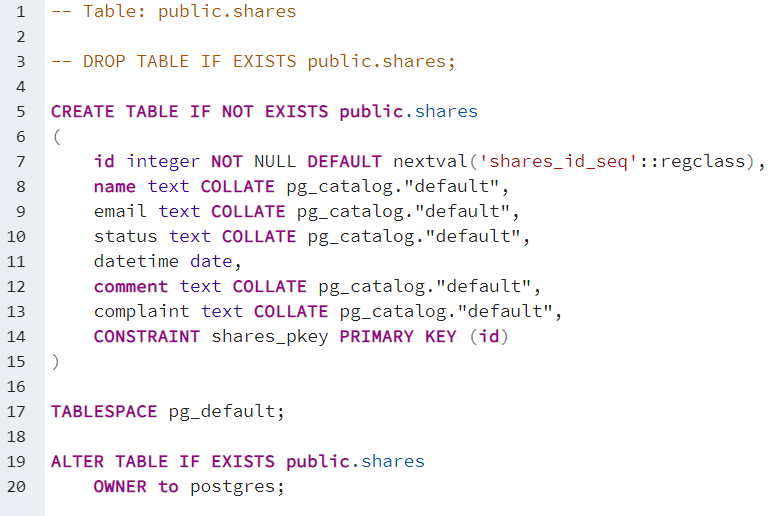 1 -- Table: public.shares
2
3 -- DROP TABLE IF EXISTS public.shares;
4
5 CREATE TABLE IF NOT EXISTS public.shares
6 (
7     id integer NOT NULL DEFAULT nextval('shares_id_seq'::regclass),
8     name text COLLATE pg_catalog."default",
9     email text COLLATE pg_catalog."default",
10     status text COLLATE pg_catalog."default",
11     datetime date,
12     comment text COLLATE pg_catalog."default",
13     complaint text COLLATE pg_catalog."default",
14     CONSTRAINT shares_pkey PRIMARY KEY (id)
15 )
16
17 TABLESPACE pg_default;
18
19 ALTER TABLE IF EXISTS public.shares
20     OWNER to postgres;